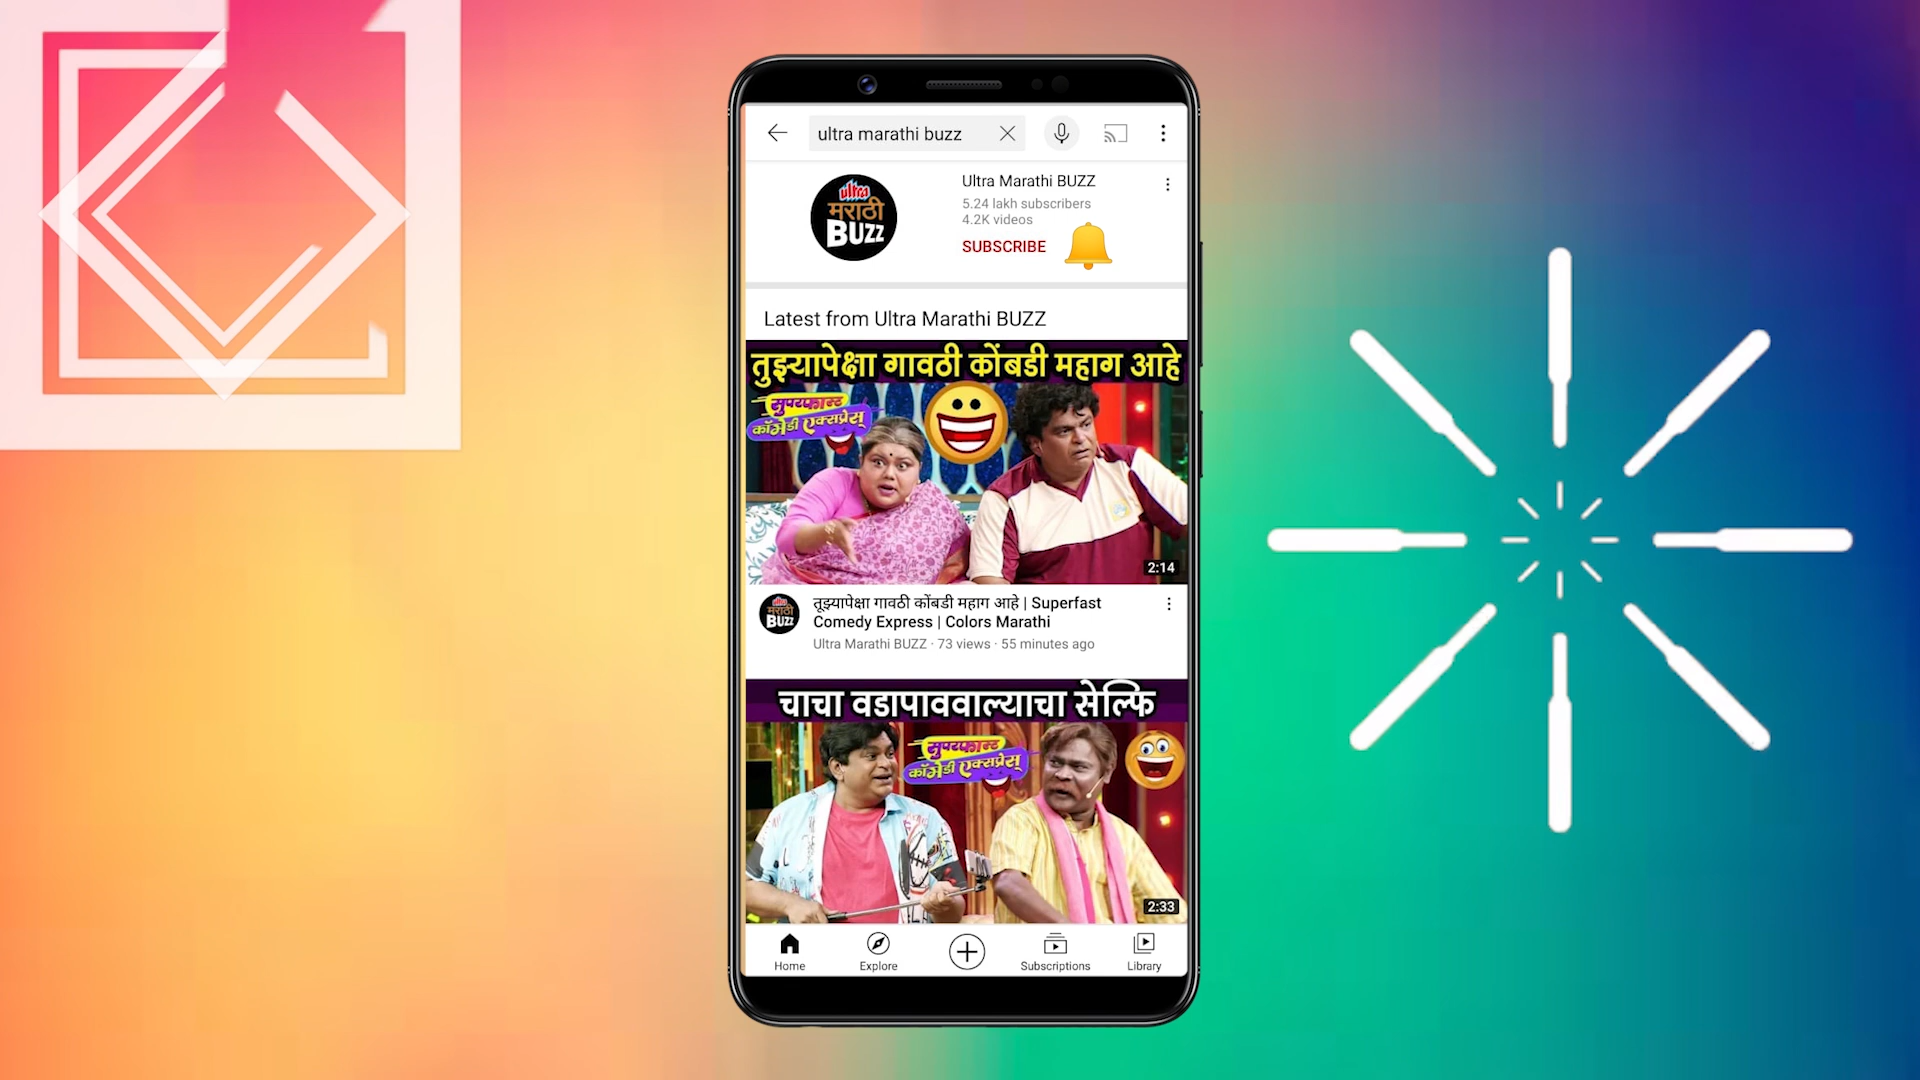 ultra marathi buzz
ultra
मराठी
BUZZ
Ultra Marathi BUZZ
5.24 lakh subscribers
4.2K videos
SUBSCRIBE
Latest from Ultra Marathi BUZZ
तुझ्यापेक्षा गावठी कोंबडी महाग आहे
सुपरफास्ट
कॉमेडी एक्सप्रेस्
2:14
ultra
मराठी
BUZZ
तूझ्यापेक्षा गावठी कोंबडी महाग आहे | Superfast
Comedy Express | Colors Marathi
Ultra Marathi BUZZ · 73 views · 55 minutes ago
चाचा वडापाववाल्याचा सेल्फि
सुपरफास्ट
कॉमेडी एक्सप्रेस्
2:33
Home
Explore
Subscriptions
Library